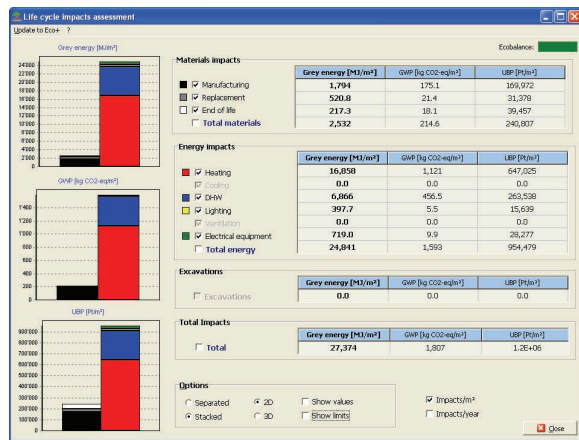 Life cycle impacts assessment
Update to Eco+ ?
Grey energy [MJ/m²]
24'000
22'000
20'000
18'000
16'000
14'000
12'000
10'000
8'000
6'000
4'000
2'000
0
GWP [kg CO2-eq/m²]
1'400
1'200
1'000
800
600
400
200
0
UBP [Pt/m²]
900'000
800'000
700'000
600'000
500'000
400'000
300'000
200'000
100'000
0
Ecobalance:
Materials impacts
Grey energy [MJ/m²] GWP [kg CO2-eq/m²] UBP [Pt/m²]
Manufacturing 1,794 175.1 169,972
Replacement 520.8 21.4 31,378
End of life 217.3 18.1 39,457
Total materials 2,532 214.6 240,807
Energy impacts
Grey energy [MJ/m²] GWP [kg CO2-eq/m²] UBP [Pt/m²]
Heating 16,858 1,121 647,025
Cooling 0.0 0.0 0.0
DHW 6,866 456.5 263,538
Lighting 397.7 5.5 15,639
Ventilation 0.0 0.0 0.0
Electrical equipment 719.0 9.9 28,277
Total energy 24,841 1,593 954,479
Excavations
Grey energy [MJ/m²] GWP [kg CO2-eq/m²] UBP [Pt/m²]
Excavations 0.0 0.0 0.0
Total Impacts
Grey energy [MJ/m²] GWP [kg CO2-eq/m²] UBP [Pt/m²]
Total 27,374 1,807 1.2E+06
Options
Separated 2D Show values
Stacked 3D Show limits
Impacts/m²
Impacts/year
Close